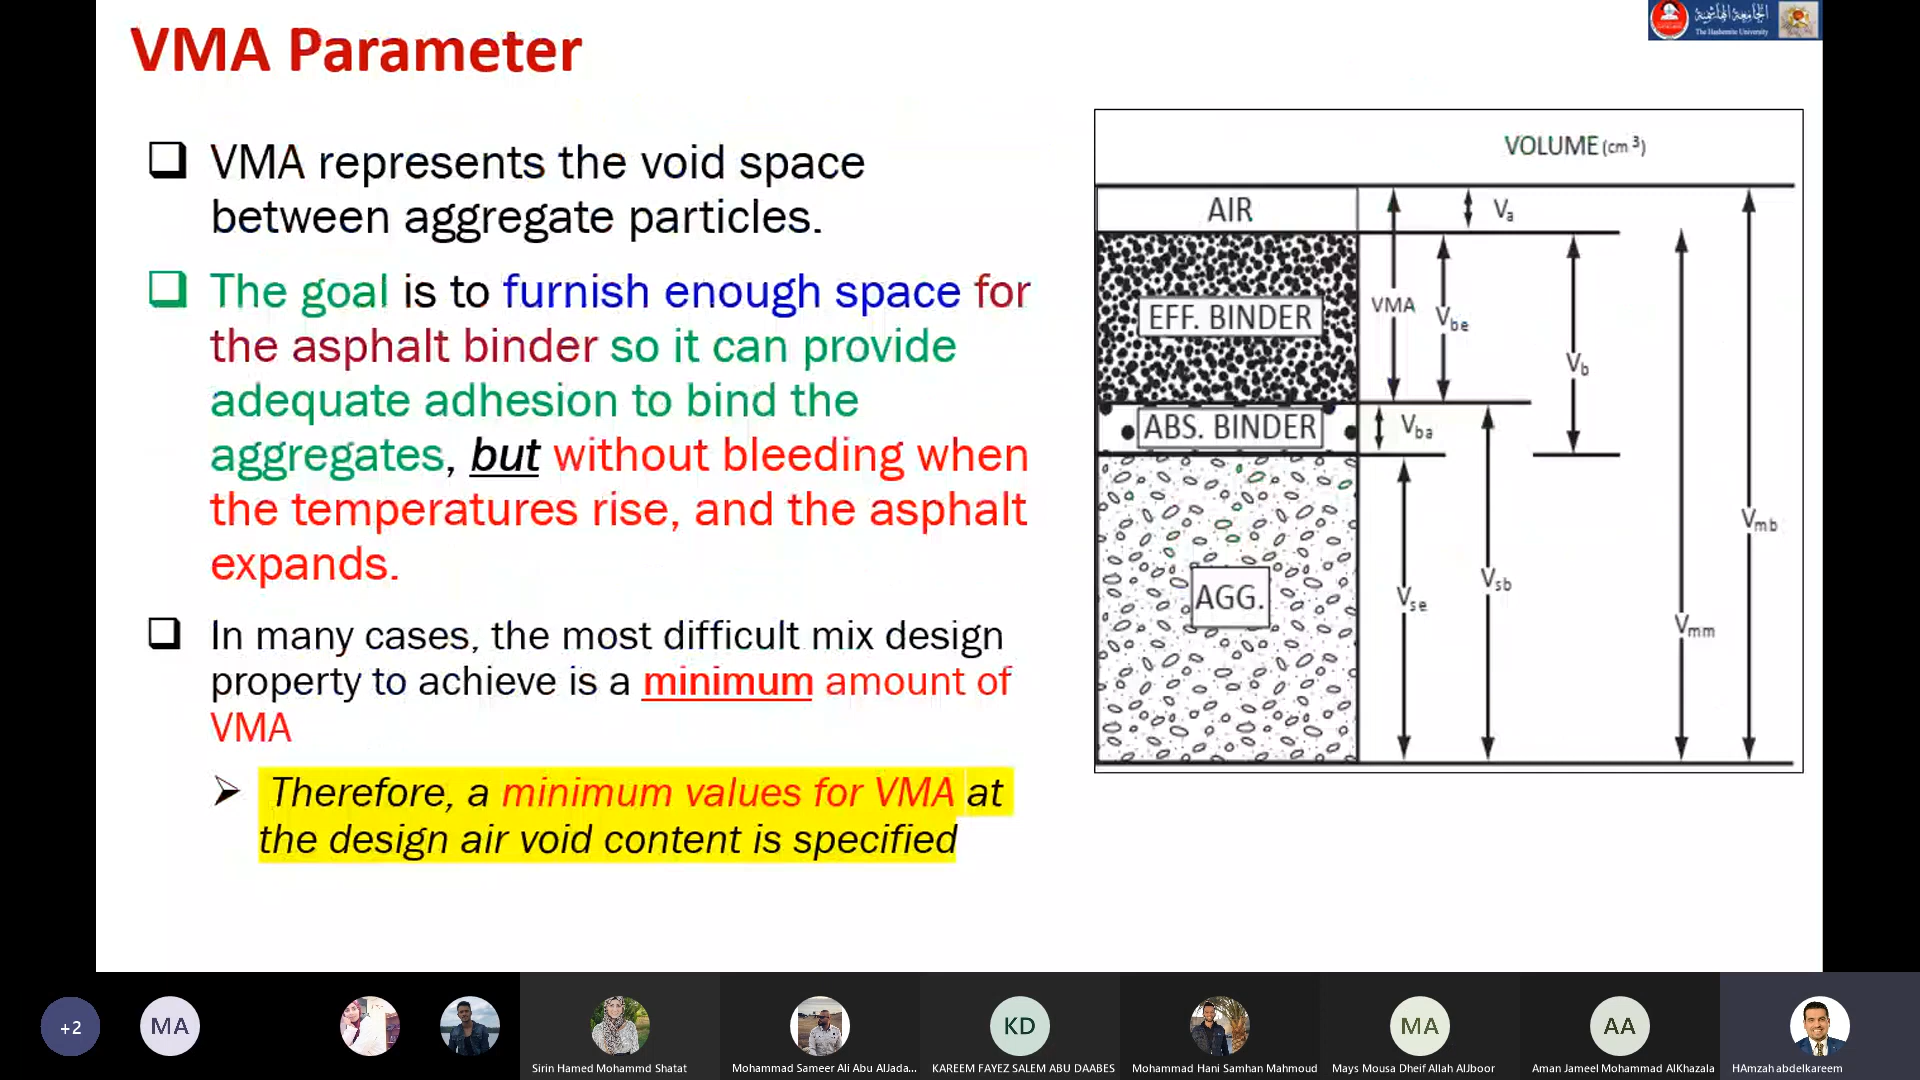 VMA Parameter
الجامعة الهاشمية
The Hashemite University
VMA represents the void space
between aggregate particles.
The goal is to furnish enough space for
the asphalt binder so it can provide
adequate adhesion to bind the
aggregates, but without bleeding when
the temperatures rise, and the asphalt
expands.
In many cases, the most difficult mix design
property to achieve is a minimum amount of
VMA
Therefore, a minimum values for VMA at
the design air void content is specified
VOLUME (cm³)
AIR
Va
EFF. BINDER
VMA
Vbe
Vb
ABS. BINDER
Vba
Vmb
AGG.
Vse
Vsb
Vmm
+2
MA
KD
MA
AA
Sirin Hamed Mohammd Shatat
Mohammad Sameer Ali Abu AlJada...
KAREEM FAYEZ SALEM ABU DAABES
Mohammad Hani Samhan Mahmoud
Mays Mousa Dheif Allah AlJboor
Aman Jameel Mohammad AlKhazala
HAmzah abdelkareem